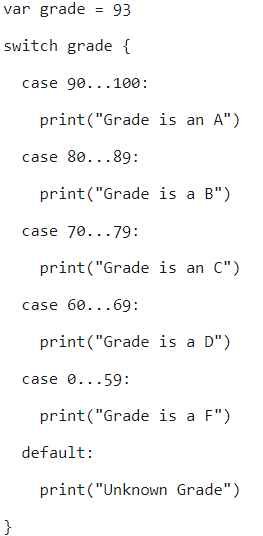 var grade = 93
switch grade {
case 90...100:
print("Grade is an A")
case 80...89:
print("Grade is a B")
case 70...79:
print("Grade is an C")
case 60...69:
print("Grade is a D")
case 0...59:
print("Grade is a F")
default:
print("Unknown Grade")
}